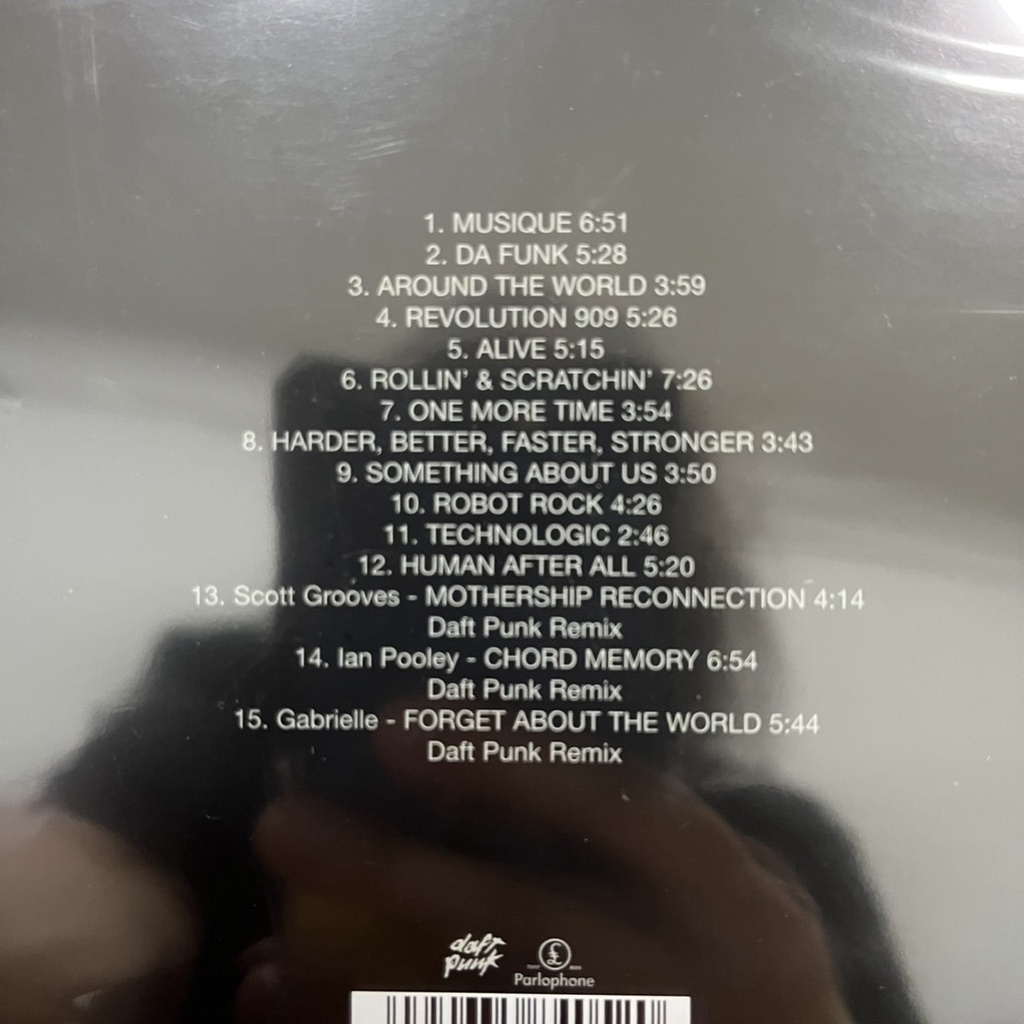 1. MUSIQUE 6:51
2. DA FUNK 5:28
3. AROUND THE WORLD 3:59
4. REVOLUTION 909 5:26
5. ALIVE 5:15
6. ROLLIN' & SCRATCHIN' 7:26
7. ONE MORE TIME 3:54
8. HARDER, BETTER, FASTER, STRONGER 3:43
9. SOMETHING ABOUT US 3:50
10. ROBOT ROCK 4:26
11. TECHNOLOGIC 2:46
12. HUMAN AFTER ALL 5:20
13. Scott Grooves - MOTHERSHIP RECONNECTION 4:14
Daft Punk Remix
14. Ian Pooley - CHORD MEMORY 6:54
Daft Punk Remix
15. Gabrielle - FORGET ABOUT THE WORLD 5:44
Daft Punk Remix
daft
punk
£
Parlophone